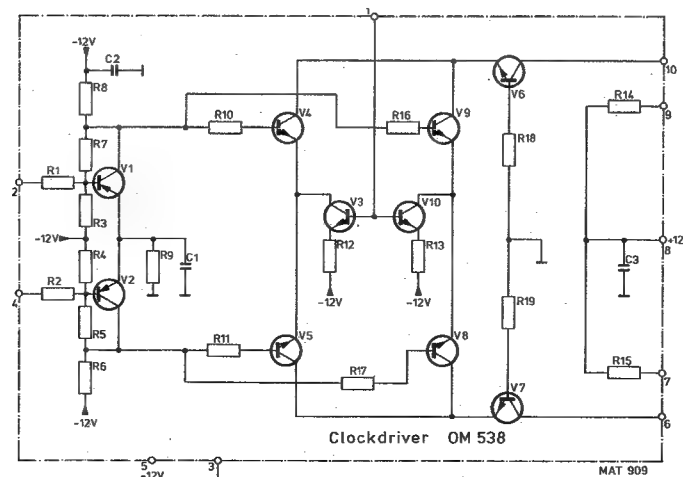 1
-12V
C2
10
R8
V6
R10
V4
R16
V9
R14
9
R7
R18
R1
V1
2
R3
V3
V10
-12V
+12
8
R4
R9
C1
R12
R13
C3
R2
V2
4
-12V
-12V
R19
R5
R11
V5
V8
R6
R17
R15
7
V7
-12V
6
Clockdriver OM 538
5
3
MAT 909
-12V